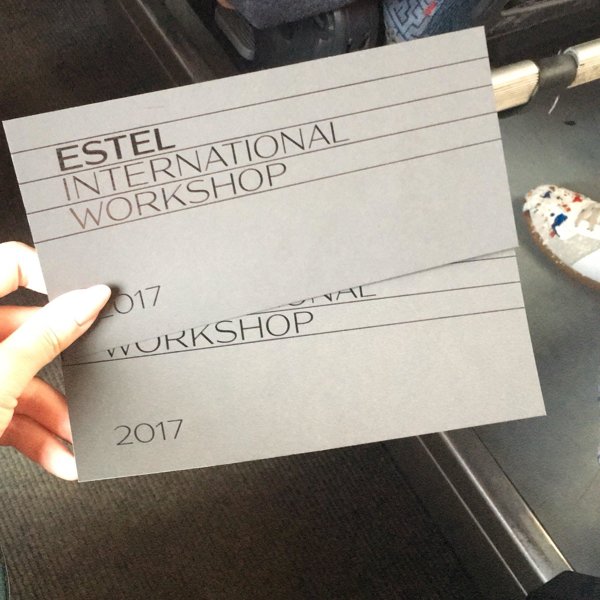 ESTEL
INTERNATIONAL
WORKSHOP
2017
WORKSHOP
2017